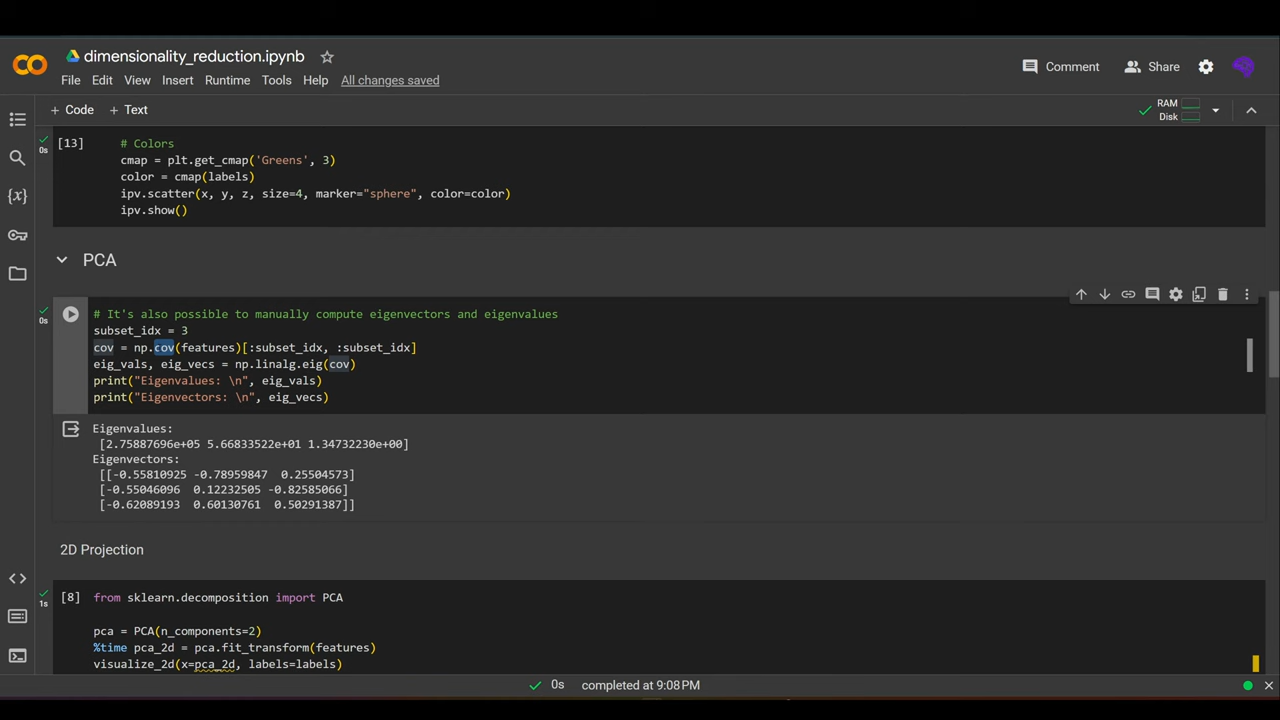 dimensionality_reduction.ipynb
File Edit View Insert Runtime Tools Help All changes saved
Comment Share
+ Code + Text
RAM
Disk
[13]
0s
# Colors
cmap = plt.get_cmap('Greens', 3)
color = cmap(labels)
ipv.scatter(x, y, z, size=4, marker="sphere", color=color)
ipv.show()
PCA
0s
# It's also possible to manually compute eigenvectors and eigenvalues
subset_idx = 3
cov = np.cov(features)[:subset_idx, :subset_idx]
eig_vals, eig_vecs = np.linalg.eig(cov)
print("Eigenvalues: \n", eig_vals)
print("Eigenvectors: \n", eig_vecs)
Eigenvalues:
[2.75887696e+05 5.66833522e+01 1.34732230e+00]
Eigenvectors:
[[-0.55810925 -0.78959847 0.25504573]
[-0.55046096 0.12232505 -0.82585066]
[-0.62089193 0.60130761 0.50291387]]
2D Projection
[8]
1s
from sklearn.decomposition import PCA
pca = PCA(n_components=2)
%time pca_2d = pca.fit_transform(features)
visualize_2d(x=pca_2d, labels=labels)
0s completed at 9:08 PM